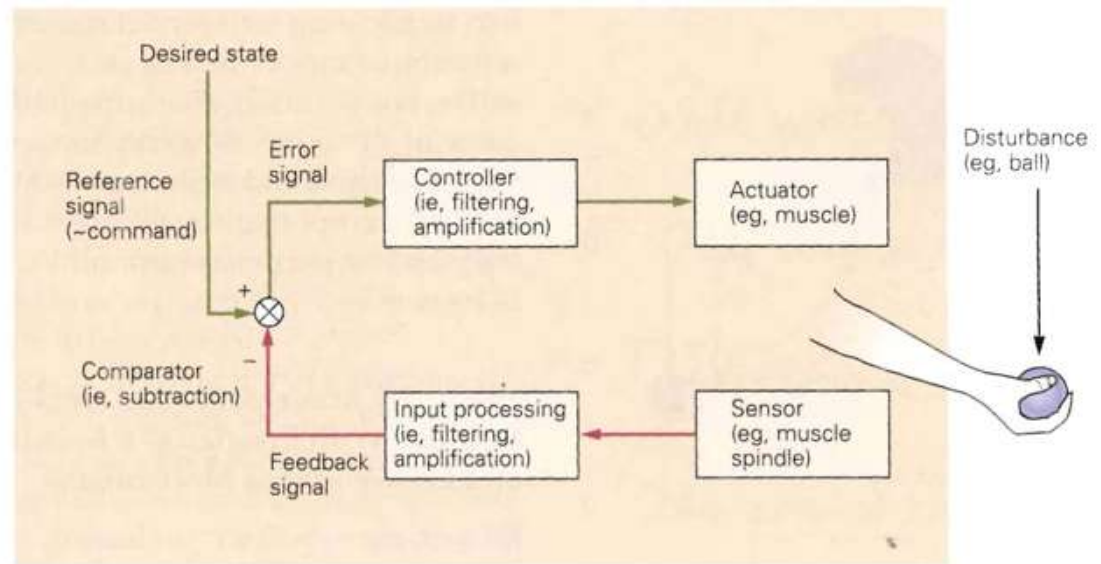 Desired state
Reference
signal
(~command)
Error
signal
Controller
(ie, filtering,
amplification)
Actuator
(eg, muscle)
Disturbance
(eg, ball)
+
−
Comparator
(ie, subtraction)
Feedback
signal
Input processing
(ie, filtering,
amplification)
Sensor
(eg, muscle
spindle)